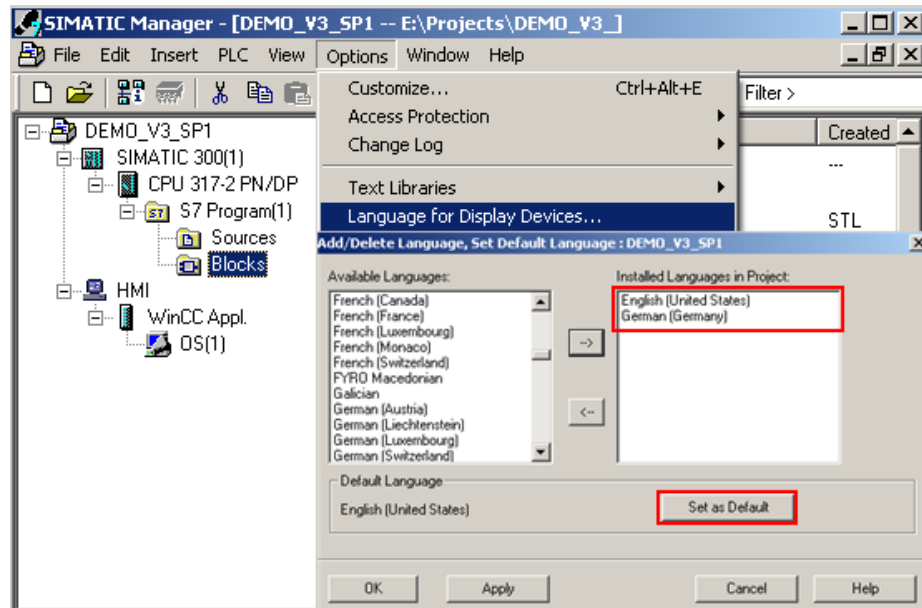 SIMATIC Manager - [DEMO_V3_SP1 -- E:\Projects\DEMO_V3_]
File Edit Insert PLC View Options Window Help
Customize... Ctrl+Alt+E
Access Protection
Change Log
Text Libraries
Language for Display Devices...
Filter >
Created
---
STL
DEMO_V3_SP1
SIMATIC 300(1)
CPU 317-2 PN/DP
S7 Program(1)
Sources
Blocks
HMI
WinCC Appl.
OS(1)
Add/Delete Language, Set Default Language : DEMO_V3_SP1
Available Languages:
French (Canada)
French (France)
French (Luxembourg)
French (Monaco)
French (Switzerland)
FYRO Macedonian
Galician
German (Austria)
German (Liechtenstein)
German (Luxembourg)
German (Switzerland)
-->
<--
Installed Languages in Project:
English (United States)
German (Germany)
Default Language
English (United States)
Set as Default
OK Apply Cancel Help